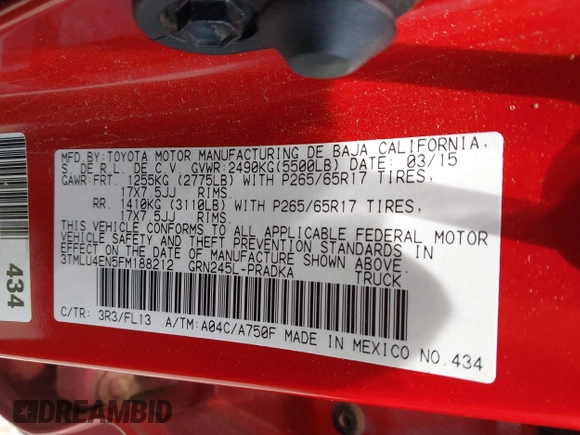 MFD.BY:TOYOTA MOTOR MANUFACTURING DE BAJA CALIFORNIA,
S DE R.L. DE C.V. GVWR:2490KG(5500LB) DATE: 03/15
GAWR:FRT. 1255KG (2775LB) WITH P265/65R17 TIRES,
17X7.5JJ RIMS.
RR. 1410KG (3110LB) WITH P265/65R17 TIRES,
17X7.5JJ RIMS.
THIS VEHICLE CONFORMS TO ALL APPLICABLE FEDERAL MOTOR
VEHICLE SAFETY AND THEFT PREVENTION STANDARDS IN
EFFECT ON THE DATE OF MANUFACTURE SHOWN ABOVE.
3TMLU4EN5FM188212 GRN245L-PRADKA TRUCK
C/TR: 3R3/FL13 A/TM:A04C/A750F MADE IN MEXICO NO.434
434
DREAMBID